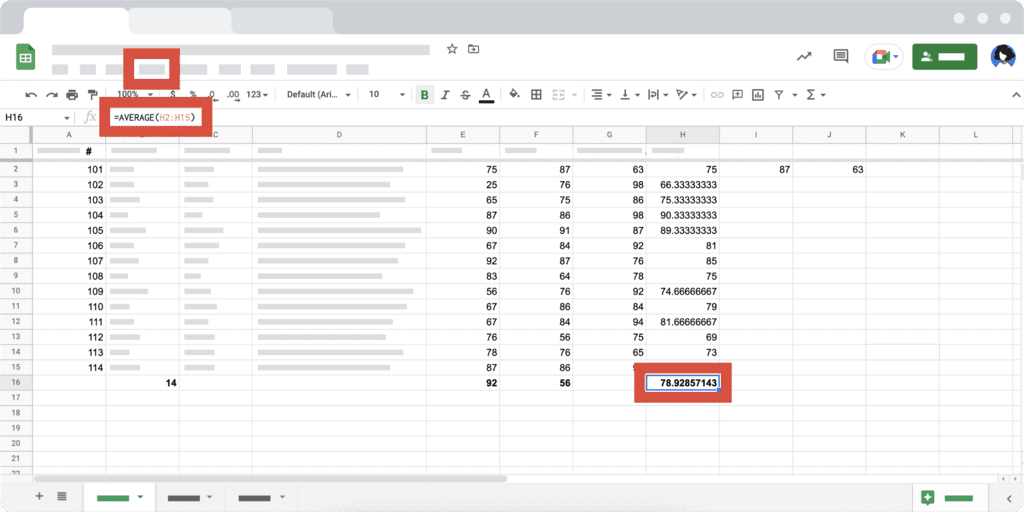 100% $ % .0 .00 123 Default (Ari... 10 B I S A
H16 fx =AVERAGE(H2:H15)
A C D E F G H I J K L
1 #
2 101 75 87 63 75 87 63
3 102 25 76 98 66.33333333
4 103 65 75 86 75.33333333
5 104 87 86 98 90.33333333
6 105 90 91 87 89.33333333
7 106 67 84 92 81
8 107 92 87 76 85
9 108 83 64 78 75
10 109 56 76 92 74.66666667
11 110 67 86 84 79
12 111 67 84 94 81.66666667
13 112 76 56 75 69
14 113 78 76 65 73
15 114 87 86
16 14 92 56 78.92857143
17
18
19
20
21
22